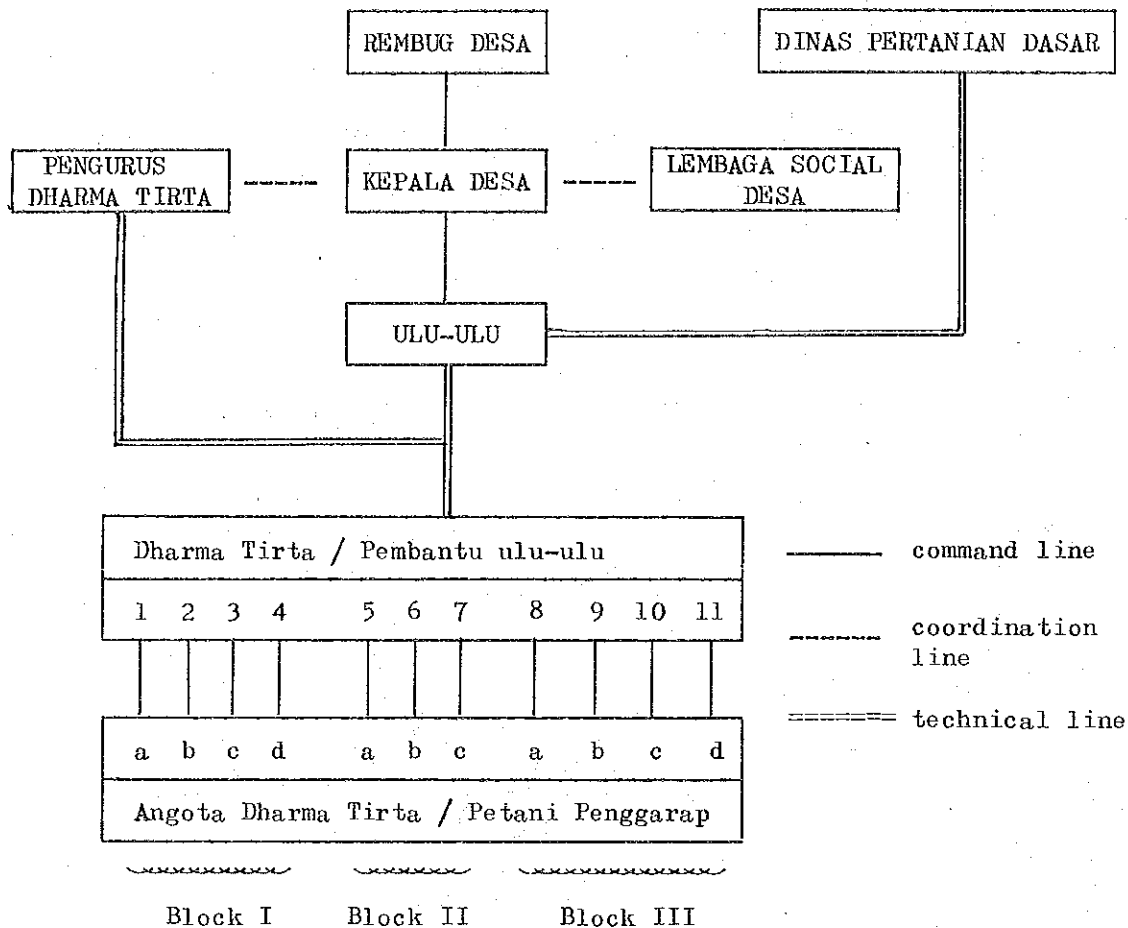 REMBUG DESA
DINAS PERTANIAN DASAR
PENGURUS
DHARMA TIRTA
KEPALA DESA
LEMBAGA SOCIAL
DESA
ULU-ULU
Dharma Tirta / Pembantu ulu-ulu
1 2 3 4 5 6 7 8 9 10 11
a b c d a b c a b c d
Angota Dharma Tirta / Petani Penggarap
Block I Block II Block III
command line
coordination
line
technical line